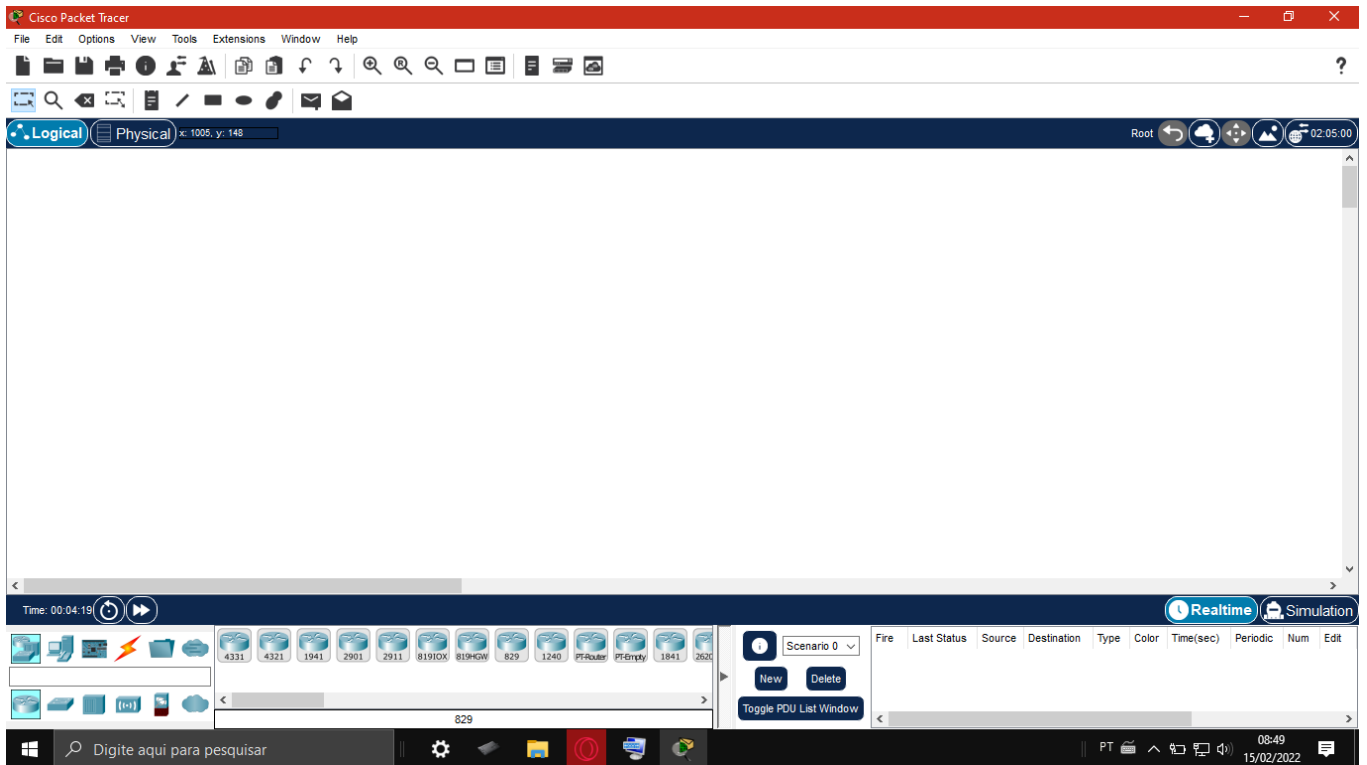 Cisco Packet Tracer
File Edit Options View Tools Extensions Window Help
?
Logical Physical x: 1005, y: 148 Root 02:05:00
Time: 00:04:19 Realtime Simulation
4331 4321 1941 2901 2911 819IOX 819HGW 829 1240 PT-Router PT-Empty 1841 262
829
Scenario 0
New Delete
Toggle PDU List Window
Fire Last Status Source Destination Type Color Time(sec) Periodic Num Edit
Digite aqui para pesquisar
PT 08:49
15/02/2022